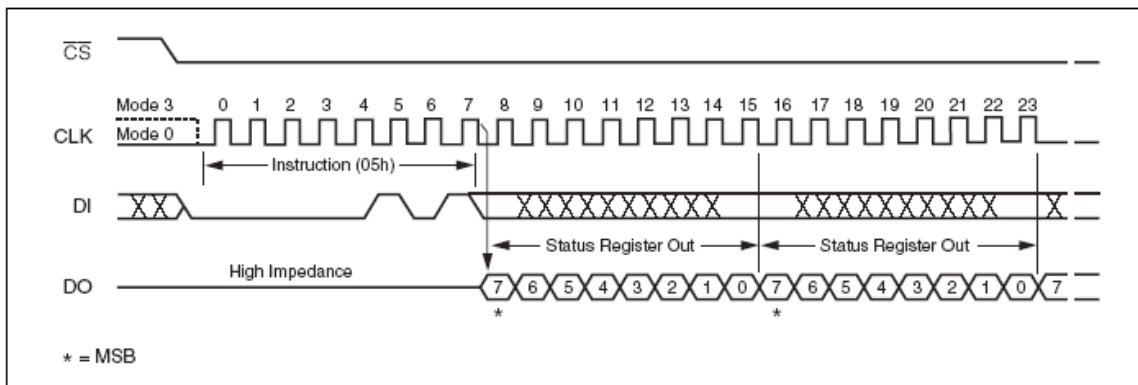 CS
Mode 3 0 1 2 3 4 5 6 7 8 9 10 11 12 13 14 15 16 17 18 19 20 21 22 23
CLK Mode 0
Instruction (05h)
DI
Status Register Out Status Register Out
High Impedance
DO 7 6 5 4 3 2 1 0 7 6 5 4 3 2 1 0 7
* *
* = MSB